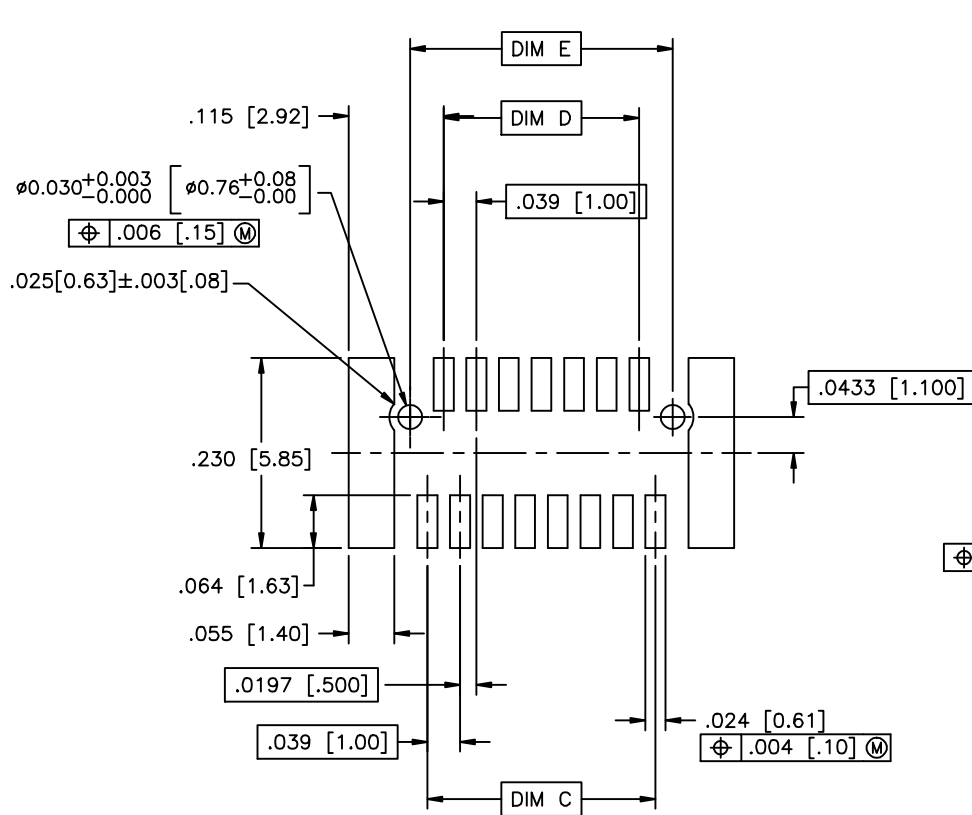 DIM E
.115 [2.92]
DIM D
ø0.030+0.003 -0.000 [ø0.76+0.08 -0.00]
.039 [1.00]
⌖ .006 [.15] Ⓜ
.025[0.63]±.003[.08]
.0433 [1.100]
.230 [5.85]
⌖
.064 [1.63]
.055 [1.40]
.0197 [.500]
.024 [0.61]
.039 [1.00]
⌖ .004 [.10] Ⓜ
DIM C